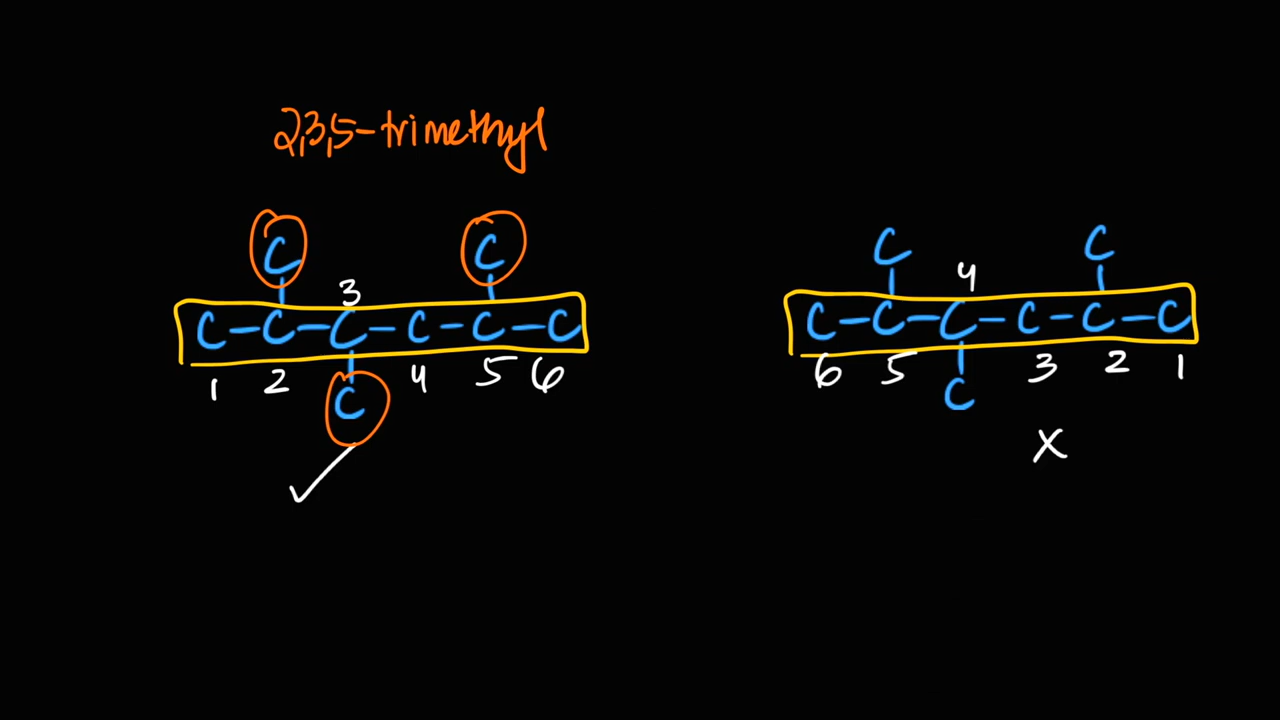 2,3,5-trimethyl
C C C C
3 4
C-C-C-C-C-C C-C-C-C-C-C
1 2 4 5 6 6 5 3 2 1
C C
X